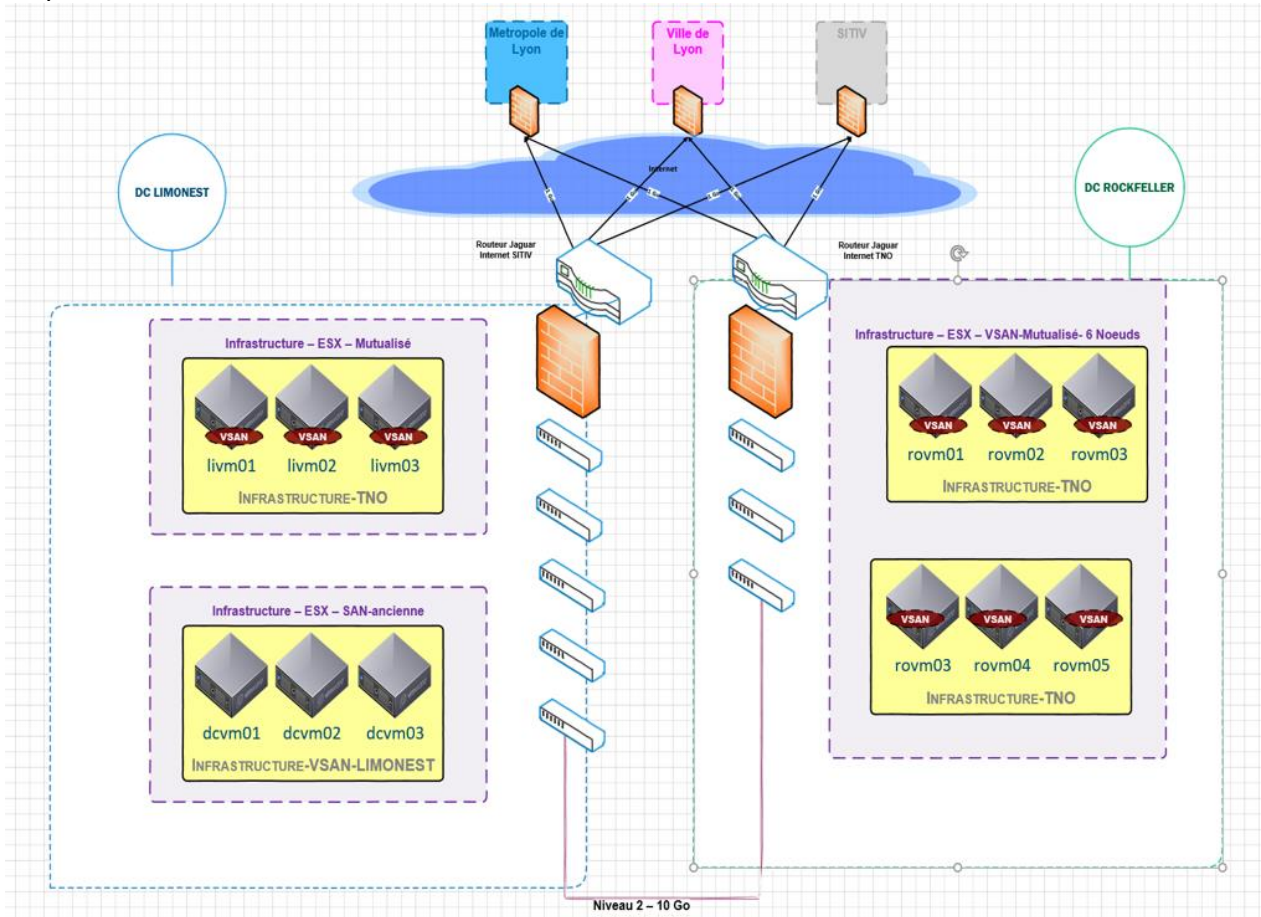 Metropole de
Lyon
Ville de
Lyon
SITIV
Internet
DC LIMONEST
DC ROCKFELLER
Routeur Jaguar
Internet SITIV
Routeur Jaguar
Internet TNO
Infrastructure – ESX – Mutualisé
VSAN
VSAN
VSAN
livm01
livm02
livm03
INFRASTRUCTURE-TNO
Infrastructure – ESX – SAN-ancienne
dcvm01
dcvm02
dcvm03
INFRASTRUCTURE-VSAN-LIMONEST
Infrastructure – ESX – VSAN-Mutualisé- 6 Noeuds
VSAN
VSAN
VSAN
rovm01
rovm02
rovm03
INFRASTRUCTURE-TNO
VSAN
VSAN
VSAN
rovm03
rovm04
rovm05
INFRASTRUCTURE-TNO
Niveau 2 – 10 Go